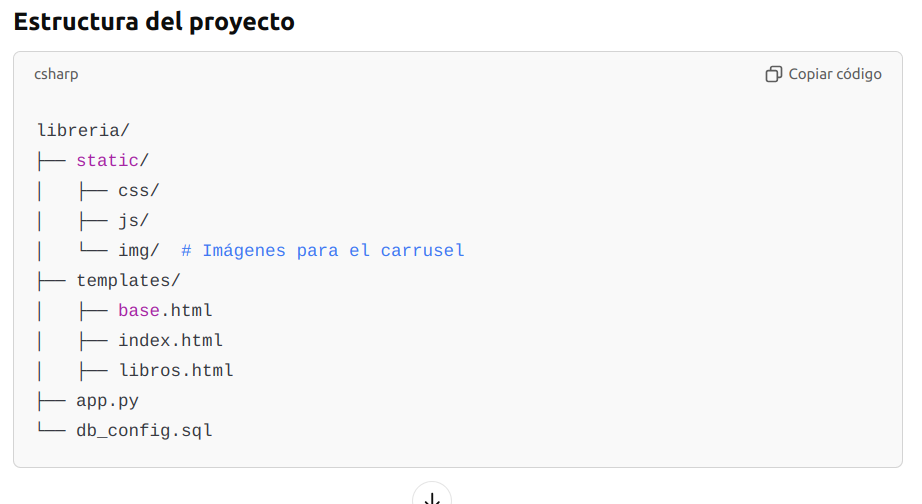 Estructura del proyecto
csharp
Copiar código
libreria/
├── static/
│   ├── css/
│   ├── js/
│   └── img/  # Imágenes para el carrusel
├── templates/
│   ├── base.html
│   ├── index.html
│   ├── libros.html
├── app.py
└── db_config.sql